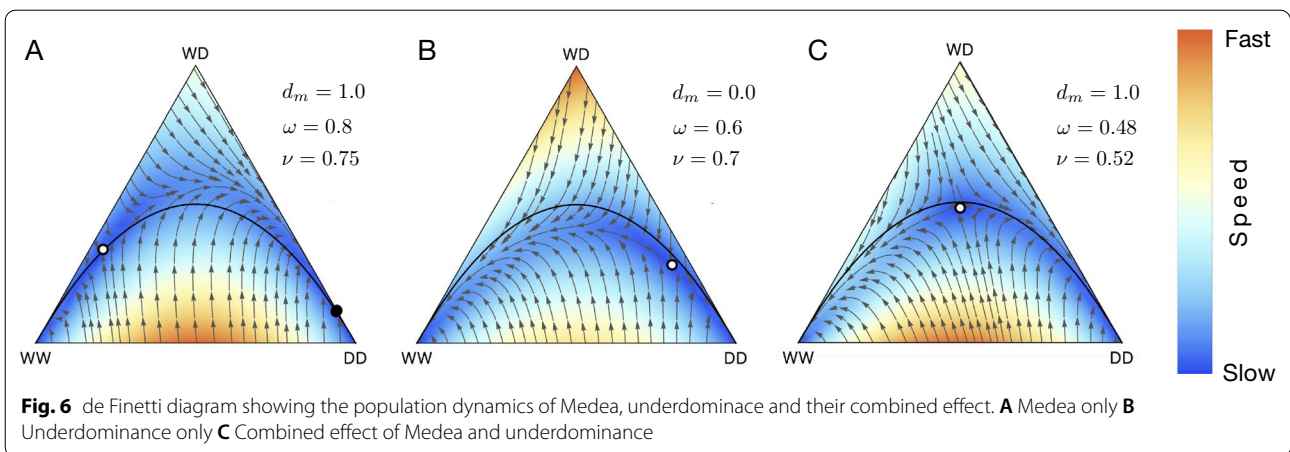 A
WD
d_m = 1.0
ω = 0.8
ν = 0.75
WW
DD
B
WD
d_m = 0.0
ω = 0.6
ν = 0.7
WW
DD
C
WD
d_m = 1.0
ω = 0.48
ν = 0.52
WW
DD
Fast
Speed
Slow
Fig. 6 de Finetti diagram showing the population dynamics of Medea, underdominace and their combined effect. A Medea only B
Underdominance only C Combined effect of Medea and underdominance